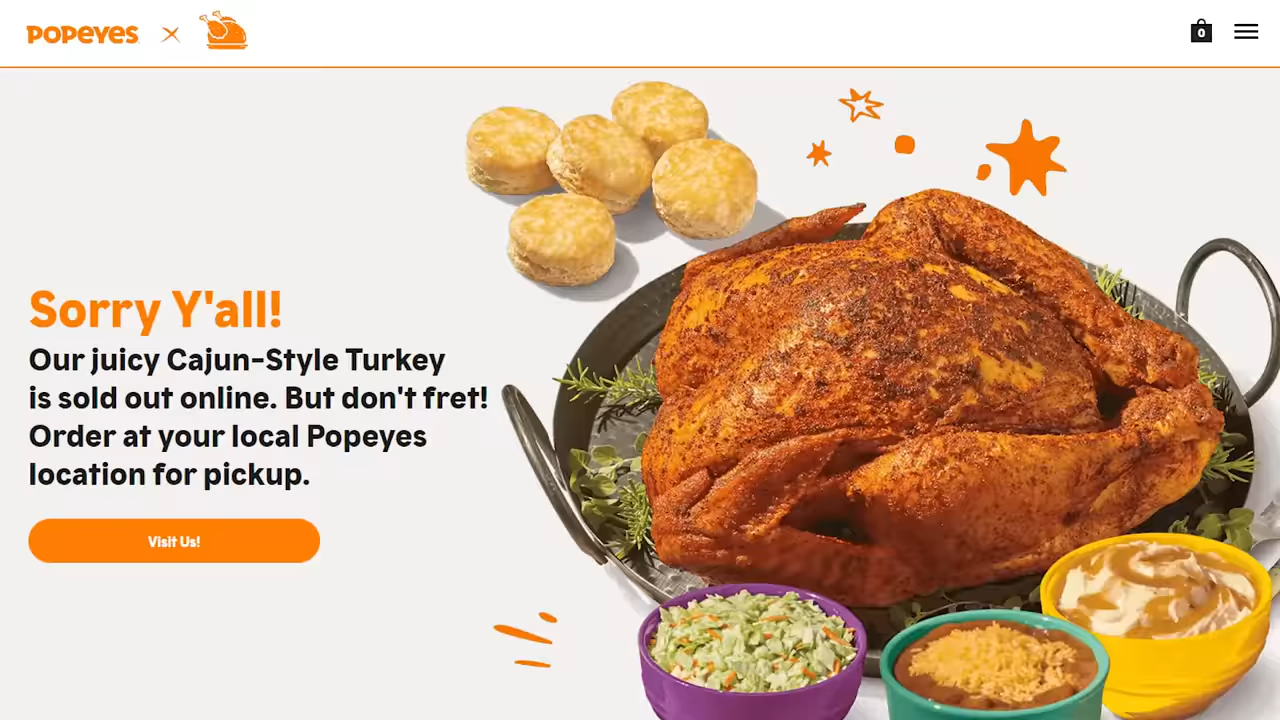 POPEYES
0
Sorry Y'all!
Our juicy Cajun-Style Turkey
is sold out online. But don't fret!
Order at your local Popeyes
location for pickup.
Visit Us!